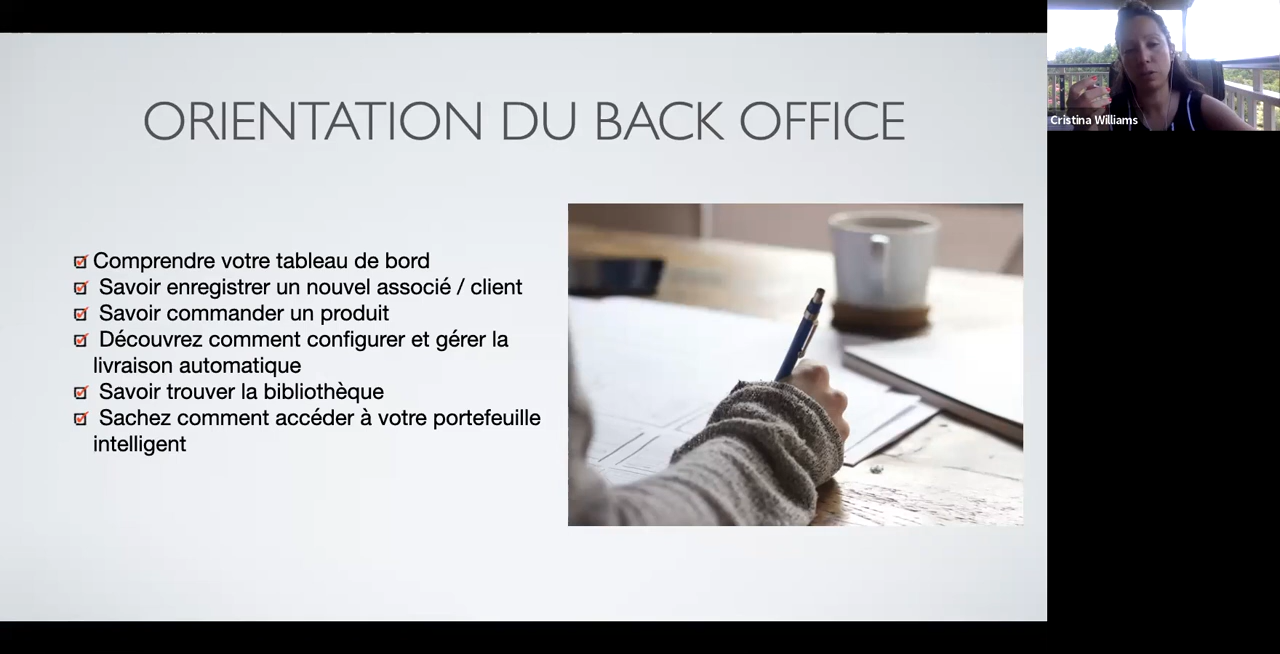 ORIENTATION DU BACK OFFICE
Comprendre votre tableau de bord
Savoir enregistrer un nouvel associé / client
Savoir commander un produit
Découvrez comment configurer et gérer la
livraison automatique
Savoir trouver la bibliothèque
Sachez comment accéder à votre portefeuille
intelligent
Cristina Williams